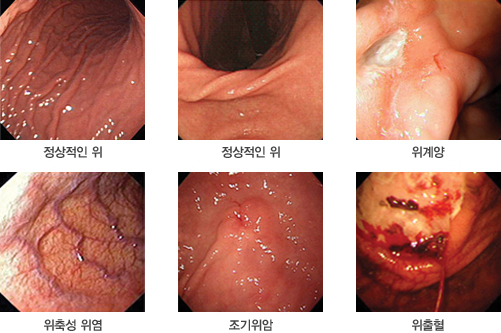 정상적인 위
정상적인 위
위계양
위축성 위염
조기위암
위출혈